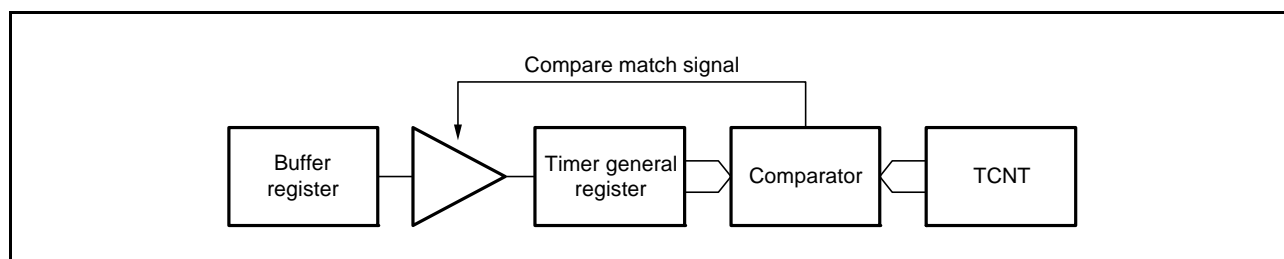 Compare match signal
Buffer
register
Timer general
register
Comparator
TCNT